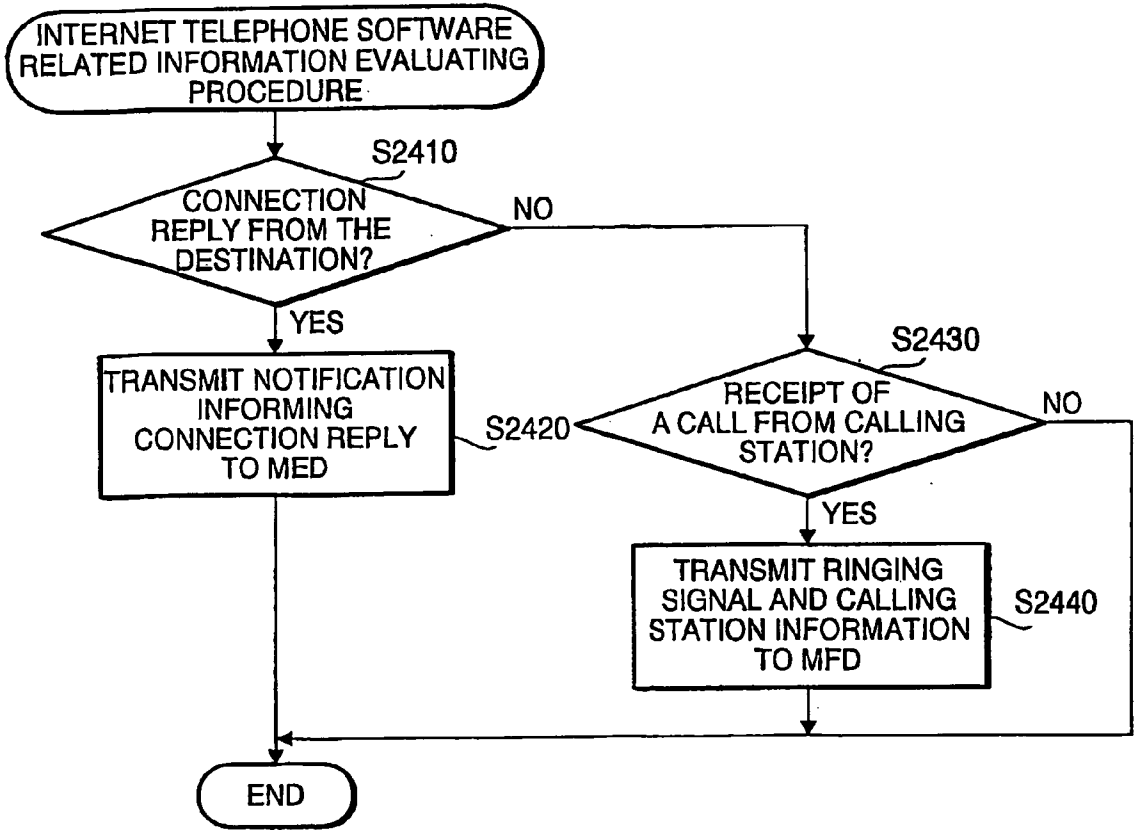 INTERNET TELEPHONE SOFTWARE
RELATED INFORMATION EVALUATING
PROCEDURE
S2410
CONNECTION
REPLY FROM THE
DESTINATION?
NO
YES
TRANSMIT NOTIFICATION
INFORMING
CONNECTION REPLY
TO MED
S2420
S2430
RECEIPT OF
A CALL FROM CALLING
STATION?
NO
YES
TRANSMIT RINGING
SIGNAL AND CALLING
STATION INFORMATION
TO MFD
S2440
END